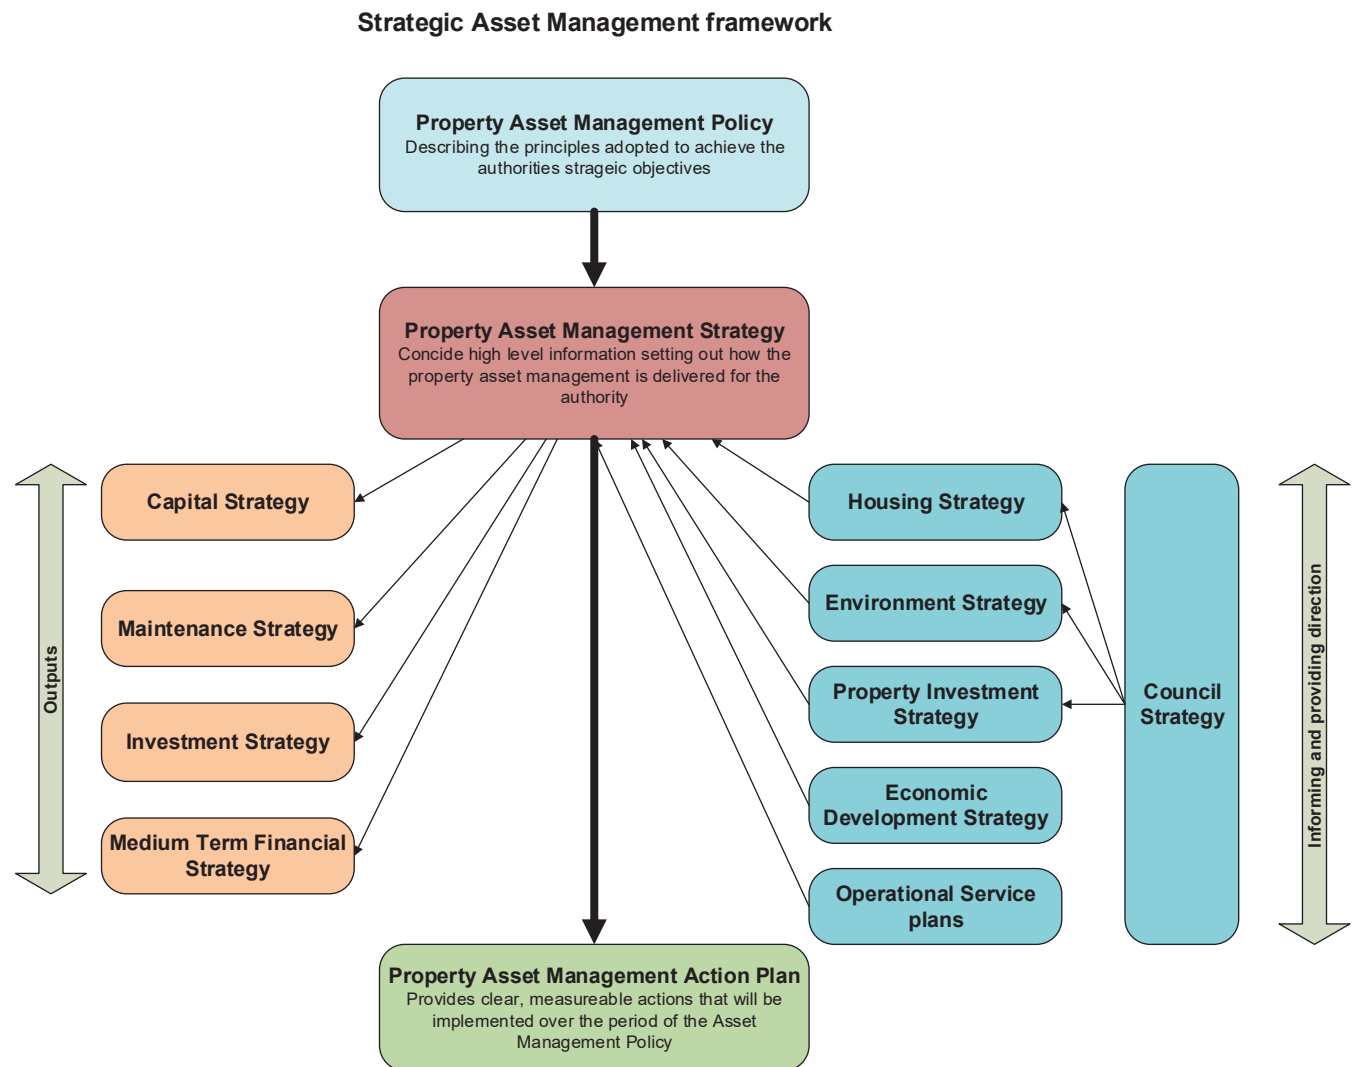 Strategic Asset Management framework
Property Asset Management Policy
Describing the principles adopted to achieve the
authorities strageic objectives
Property Asset Management Strategy
Concide high level information setting out how the
property asset management is delivered for the
authority
Outputs
Capital Strategy
Maintenance Strategy
Investment Strategy
Medium Term Financial
Strategy
Housing Strategy
Environment Strategy
Property Investment
Strategy
Economic
Development Strategy
Operational Service
plans
Council
Strategy
Informing and providing direction
Property Asset Management Action Plan
Provides clear, measureable actions that will be
implemented over the period of the Asset
Management Policy